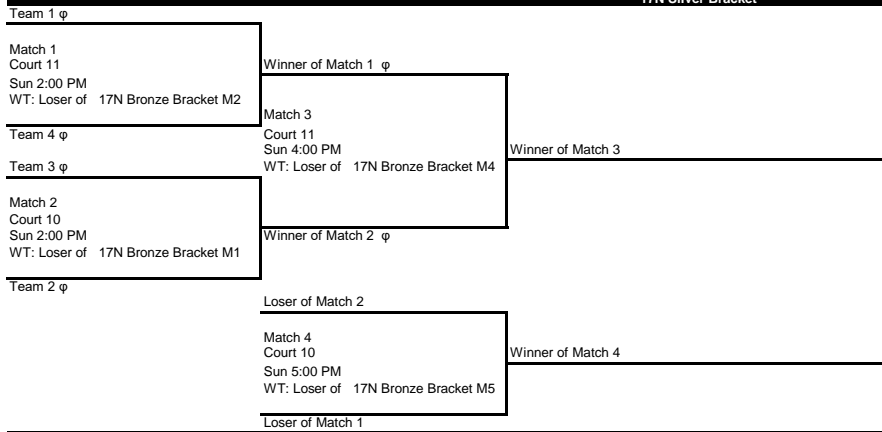 17N Silver Bracket
Team 1 φ
Match 1
Court 11
Sun 2:00 PM
WT: Loser of 17N Bronze Bracket M2
Team 4 φ
Team 3 φ
Match 2
Court 10
Sun 2:00 PM
WT: Loser of 17N Bronze Bracket M1
Team 2 φ
Winner of Match 1 φ
Match 3
Court 11
Sun 4:00 PM
WT: Loser of 17N Bronze Bracket M4
Winner of Match 2 φ
Winner of Match 3
Loser of Match 2
Match 4
Court 10
Sun 5:00 PM
WT: Loser of 17N Bronze Bracket M5
Loser of Match 1
Winner of Match 4